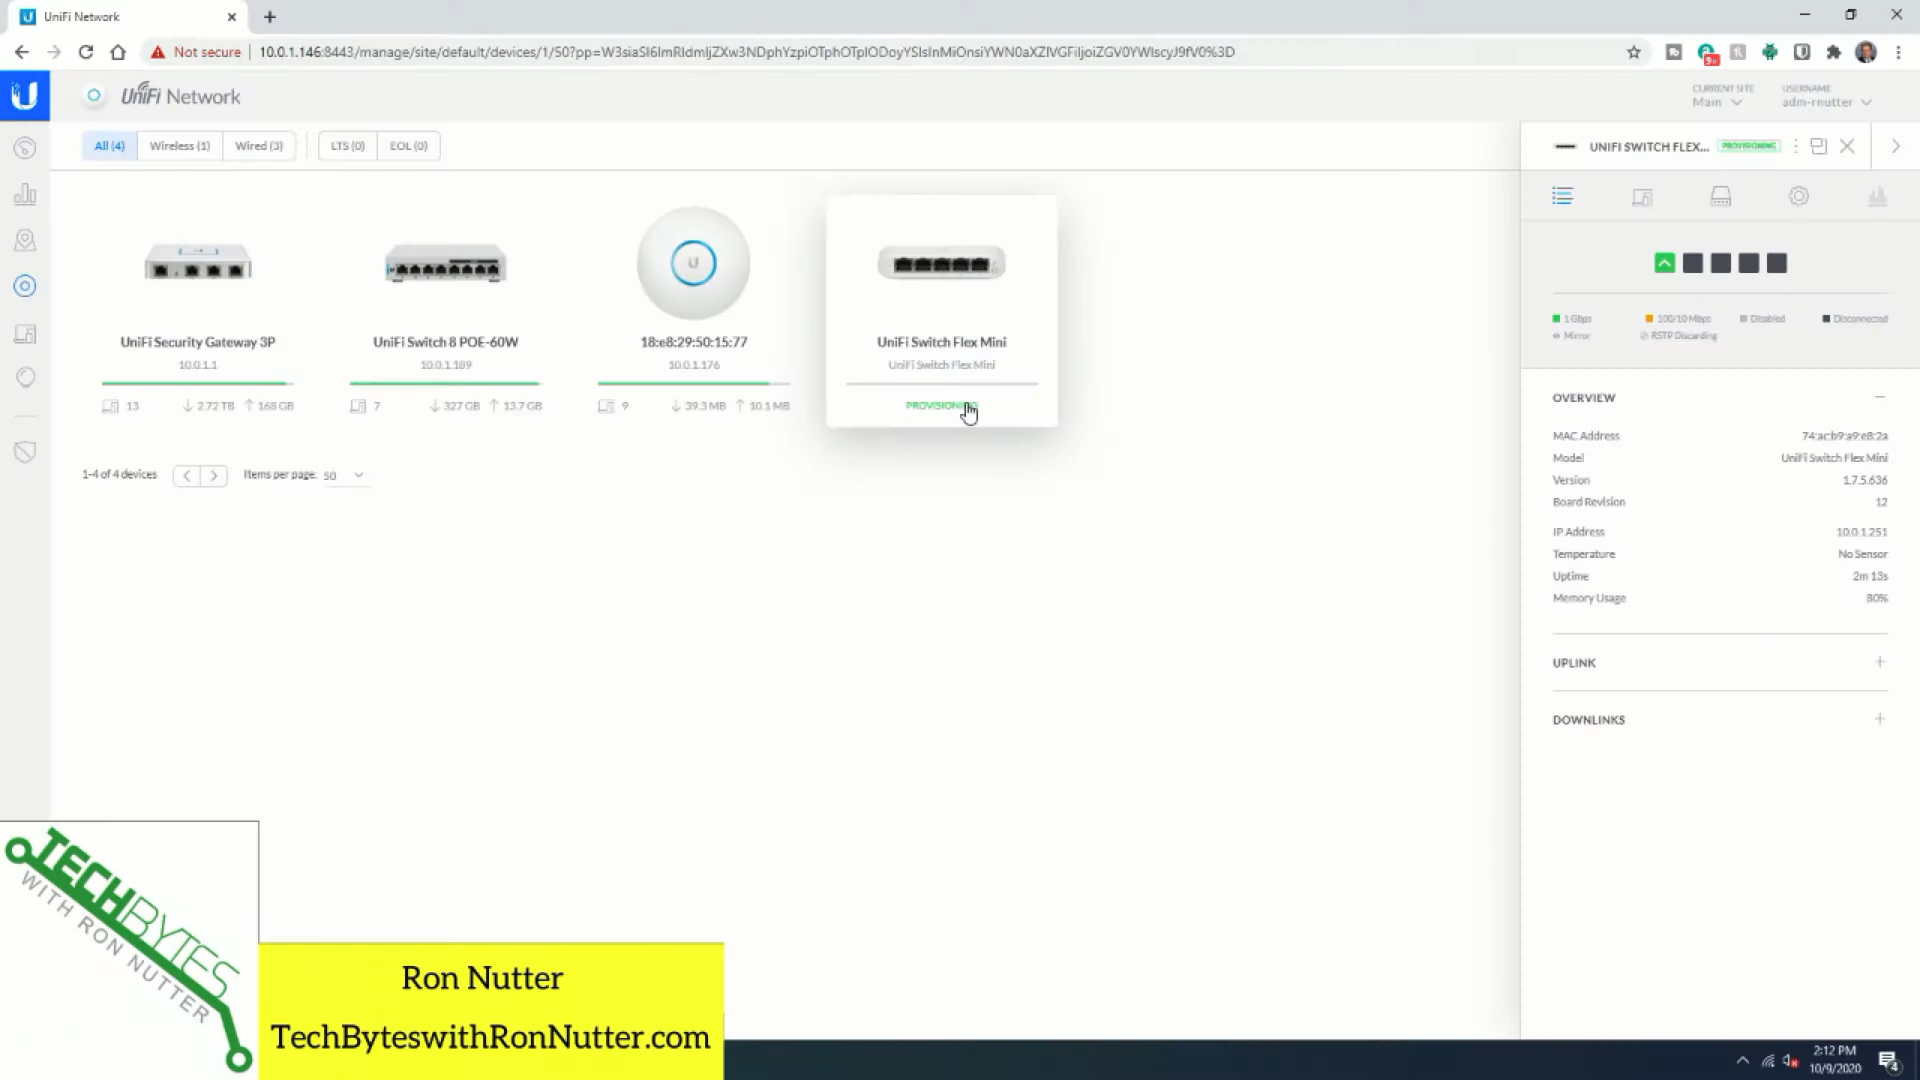 UniFi Network
Not secure
10.0.1.146:8443/manage/site/default/devices/1/50?pp=
UniFi Network
CURRENT SITE
Main
USERNAME
adm-rnutter
All (4)
Wireless (1)
Wired (3)
LTS (0)
EOL (0)
UNIFI SWITCH FLEX...
PROVISIONING
UniFi Security Gateway 3P
10.0.1.1
13
2.72 TB
168 GB
UniFi Switch 8 POE-60W
10.0.1.189
7
327 GB
13.7 GB
18:e8:29:50:15:77
10.0.1.176
9
39.3 MB
10.1 MB
UniFi Switch Flex Mini
UniFi Switch Flex Mini
PROVISIONING
1-4 of 4 devices
Items per page: 50
1 Gbps
100/10 Mbps
Disabled
Disconnected
Mirror
RSTP Discarding
OVERVIEW
MAC Address 74:ac:b9:a9:e8:2a
Model UniFi Switch Flex Mini
Version 1.7.5.636
Board Revision 12
IP Address 10.0.1.251
Temperature No Sensor
Uptime 2m 13s
Memory Usage 80%
UPLINK
DOWNLINKS
TECHBYTES
WITH RON NUTTER
Ron Nutter
TechByteswithRonNutter.com
2:12 PM
10/9/2020
4